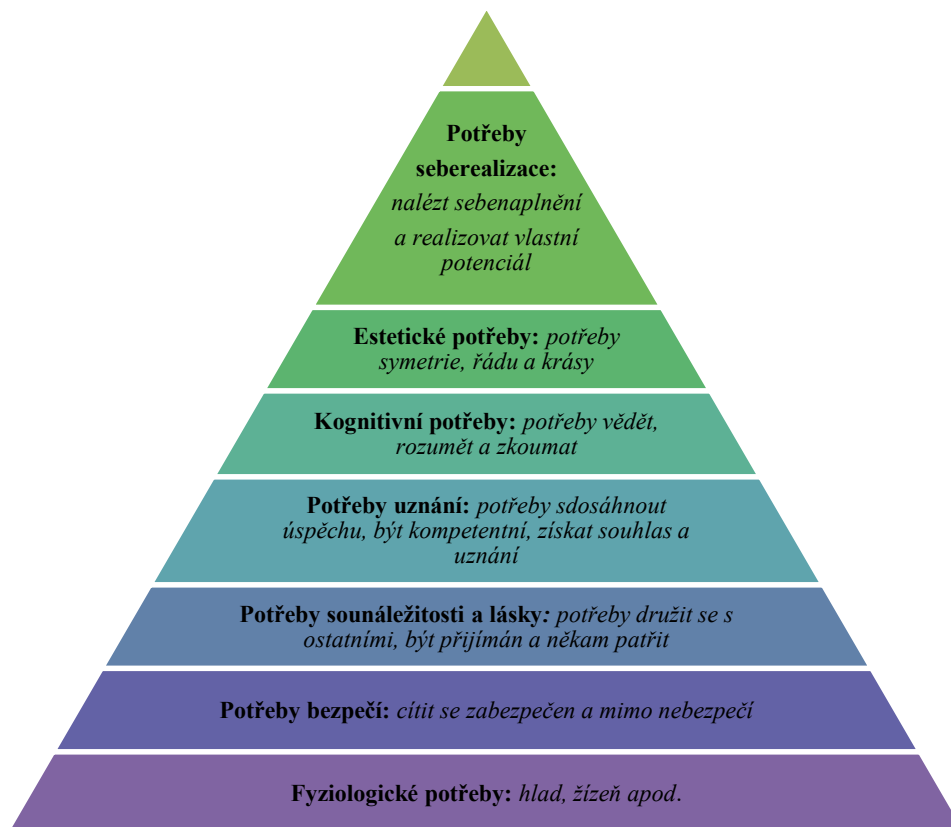 Potřeby
seberealizace:
nalézt sebenaplnění
a realizovat vlastní
potenciál
Estetické potřeby: potřeby
symetrie, řádu a krásy
Kognitivní potřeby: potřeby vědět,
rozumět a zkoumat
Potřeby uznání: potřeby sdosáhnout
úspěchu, být kompetentní, získat souhlas a
uznání
Potřeby sounáležitosti a lásky: potřeby družit se s
ostatními, být přijímán a někam patřit
Potřeby bezpečí: cítit se zabezpečen a mimo nebezpečí
Fyziologické potřeby: hlad, žízeň apod.